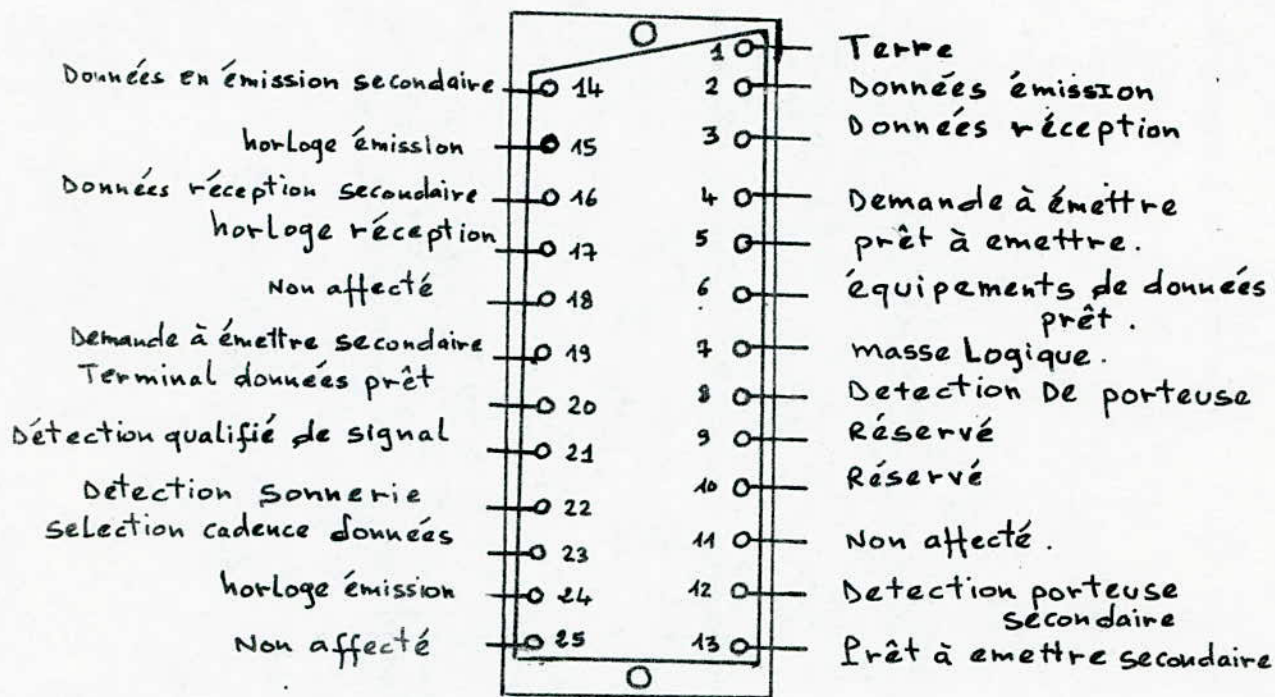 1 Terre
Données en émission secondaire 14
2 Données émission
3 Données réception
horloge émission 15
Données réception secondaire 16
4 Demande à émettre
horloge réception 17
5 prêt à emettre.
Non affecté 18
6 équipements de données
prêt.
Demande à émettre secondaire 19
7 masse Logique.
Terminal données prêt 20
8 Detection De porteuse
Détection qualifié de signal 21
9 Réservé
Detection Sonnerie 22
10 Réservé
selection cadence données 23
11 Non affecté.
horloge émission 24
12 Detection porteuse
secondaire
Non affecté 25
13 Prêt à emettre secondaire